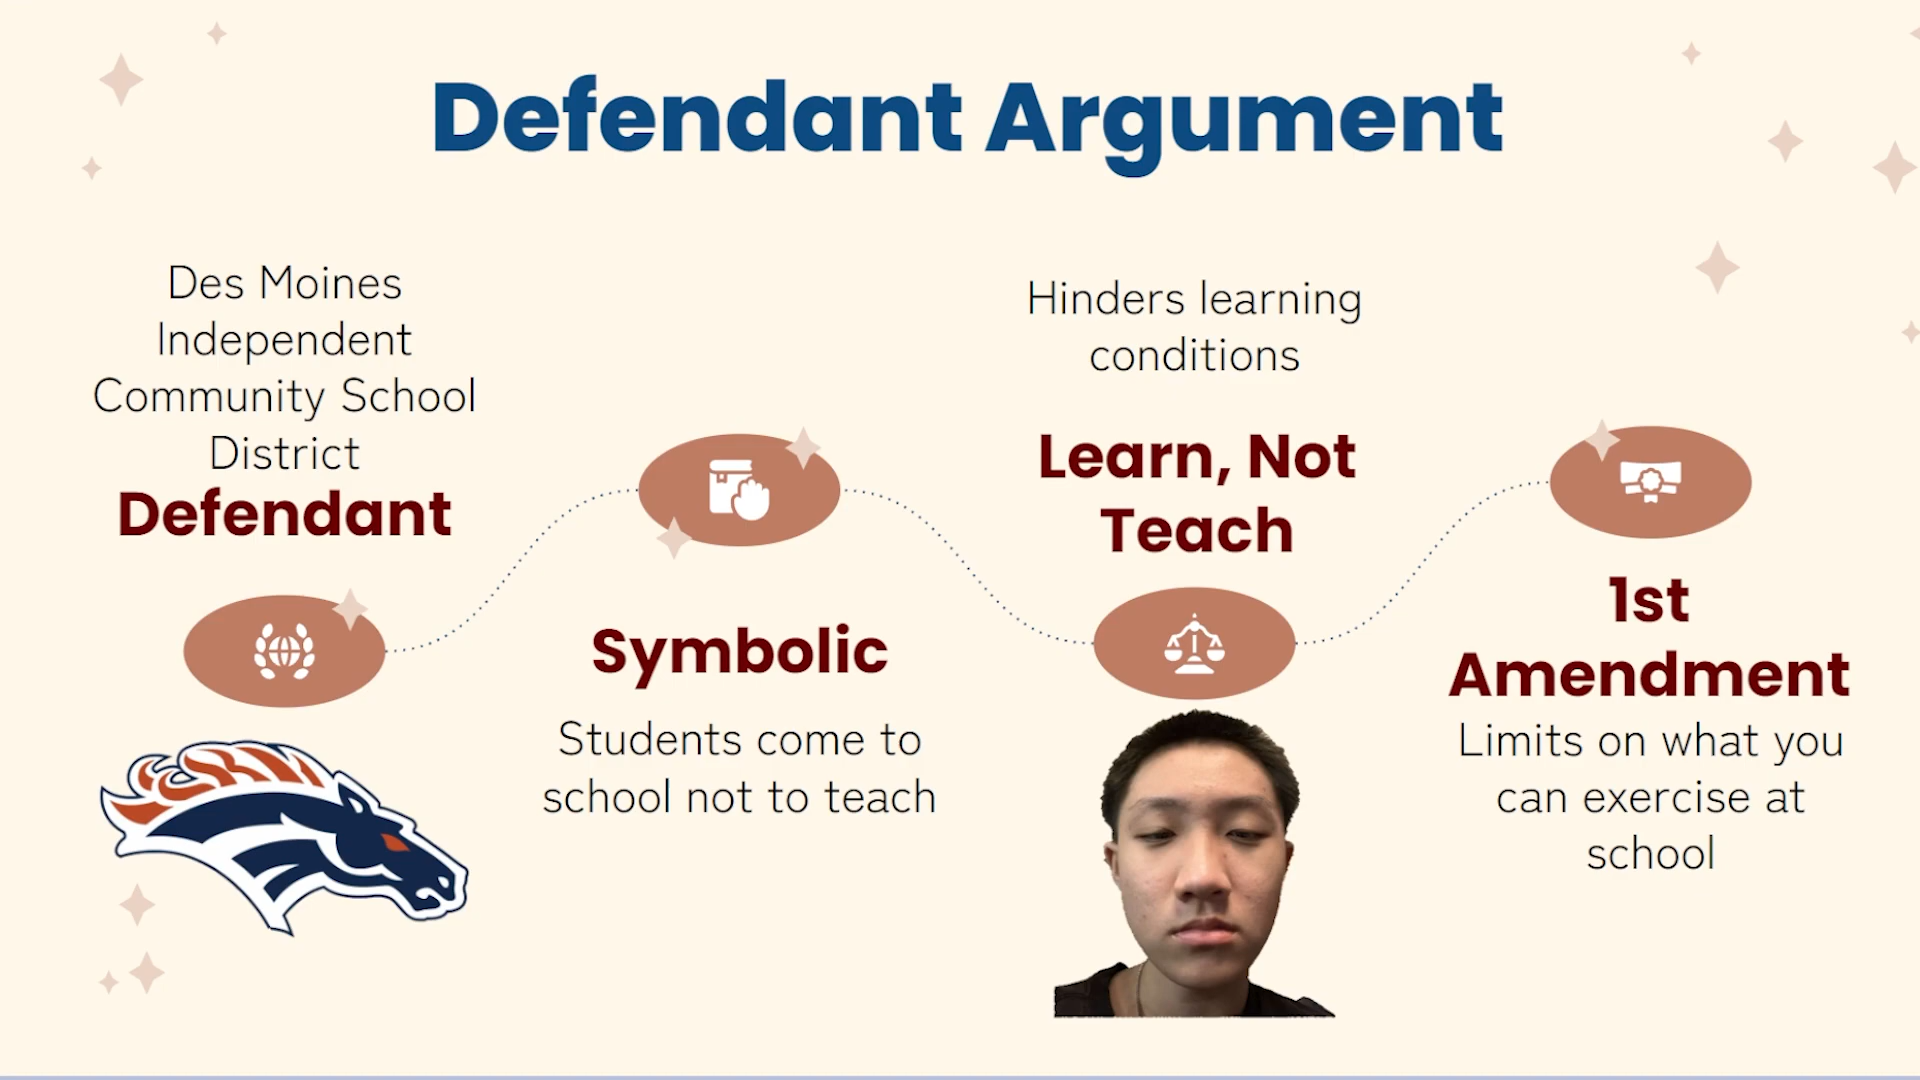 Defendant Argument
Des Moines
Independent
Community School
District
Defendant
Symbolic
Students come to
school not to teach
Hinders learning
conditions
Learn, Not
Teach
1st
Amendment
Limits on what you
can exercise at
school